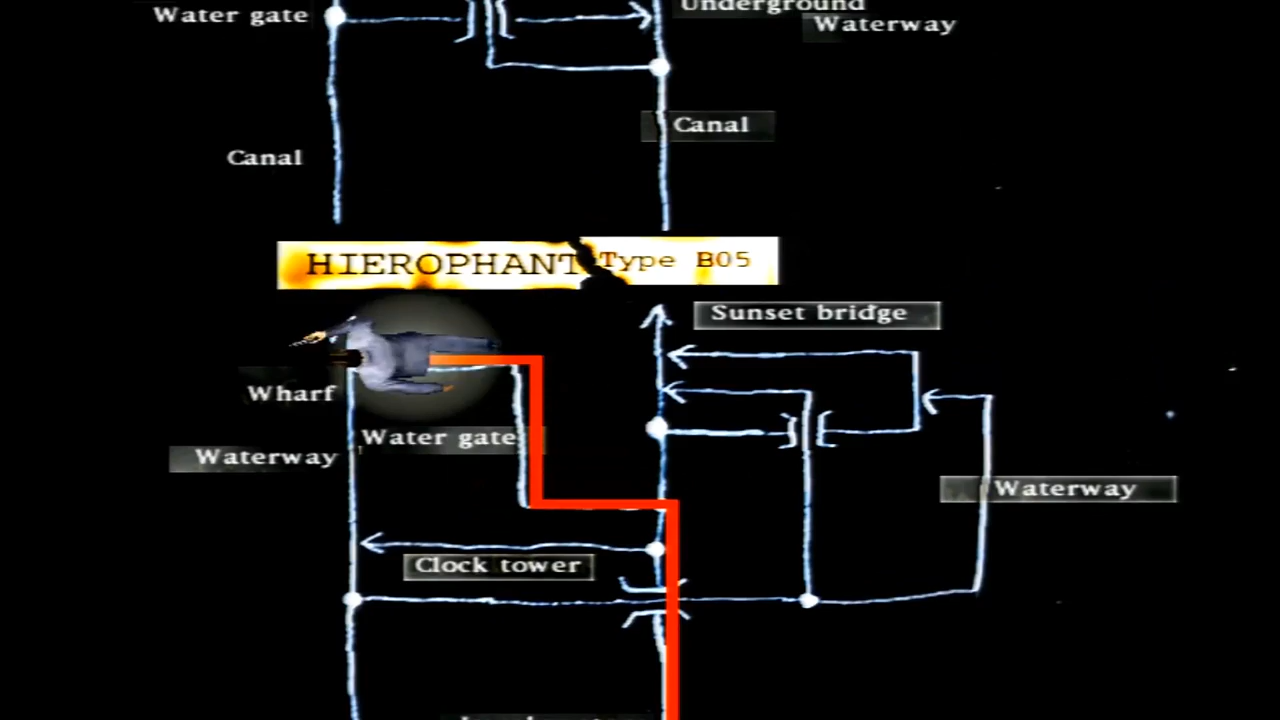 Underground
Water gate
Waterway
Canal
Canal
HIEROPHANT Type B05
Sunset bridge
Wharf
Water gate
Waterway
Waterway
Clock tower